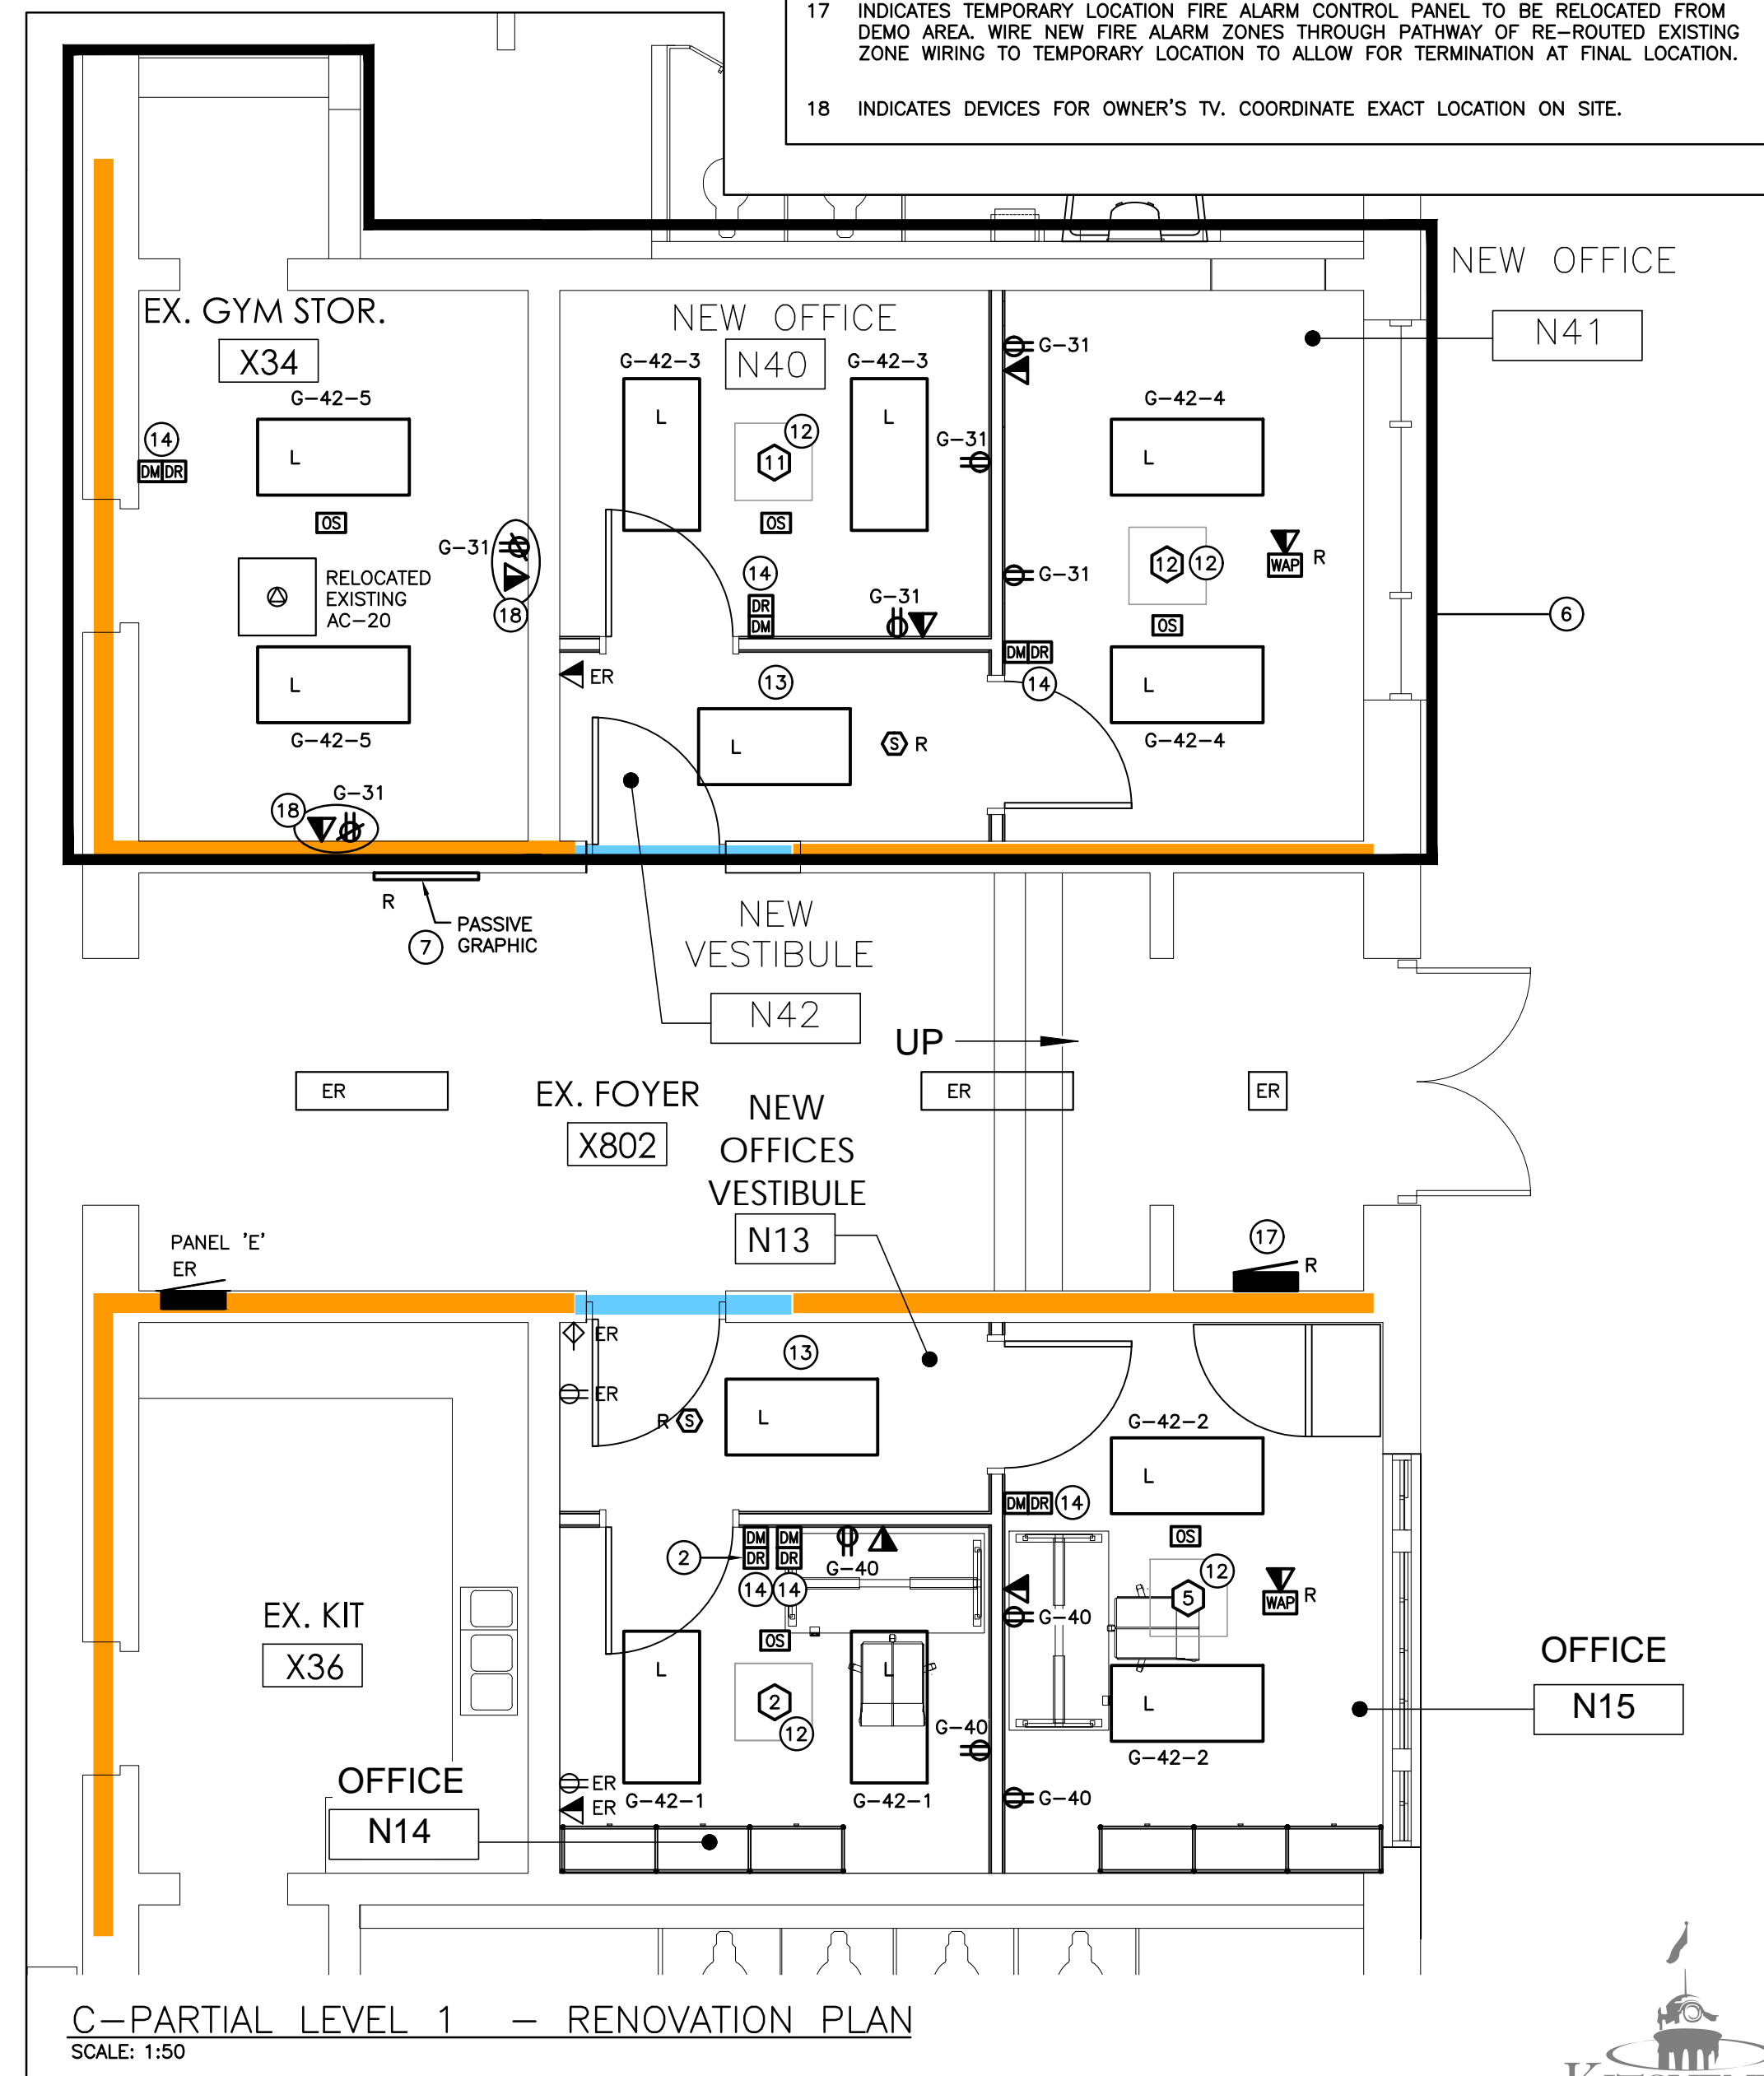 17 INDICATES TEMPORARY LOCATION FIRE ALARM CONTROL PANEL TO BE RELOCATED FROM
DEMO AREA. WIRE NEW FIRE ALARM ZONES THROUGH PATHWAY OF RE-ROUTED EXISTING
ZONE WIRING TO TEMPORARY LOCATION TO ALLOW FOR TERMINATION AT FINAL LOCATION.
18 INDICATES DEVICES FOR OWNER'S TV. COORDINATE EXACT LOCATION ON SITE.
NEW OFFICE
N41
EX. GYM STOR.
X34
NEW OFFICE
N40
G-42-3
G-42-3
L
L
G-31
G-42-5
L
G-42-4
L
14
DM DR
12
11
G-31
OS
OS
G-31
18
RELOCATED
EXISTING
AC-20
14
DR
DM
G-31
G-31
12
12
WAP R
OS
6
L
G-42-5
ER
13
L
S R
DM DR
14
L
G-42-4
18
G-31
R
7
PASSIVE
GRAPHIC
NEW
VESTIBULE
N42
UP
ER
EX. FOYER
X802
ER
ER
NEW
OFFICES
VESTIBULE
N13
PANEL 'E'
ER
17
R
ER
ER
13
L
R S
G-42-2
L
DM DR 14
OS
2
DM
DR
DM
DR
14
14
G-40
OS
12
5
WAP R
G-40
EX. KIT
X36
L
L
2
12
G-40
L
G-42-2
OFFICE
N15
ER
ER
G-42-1
G-42-1
G-40
OFFICE
N14
C-PARTIAL LEVEL 1 - RENOVATION PLAN
SCALE: 1:50